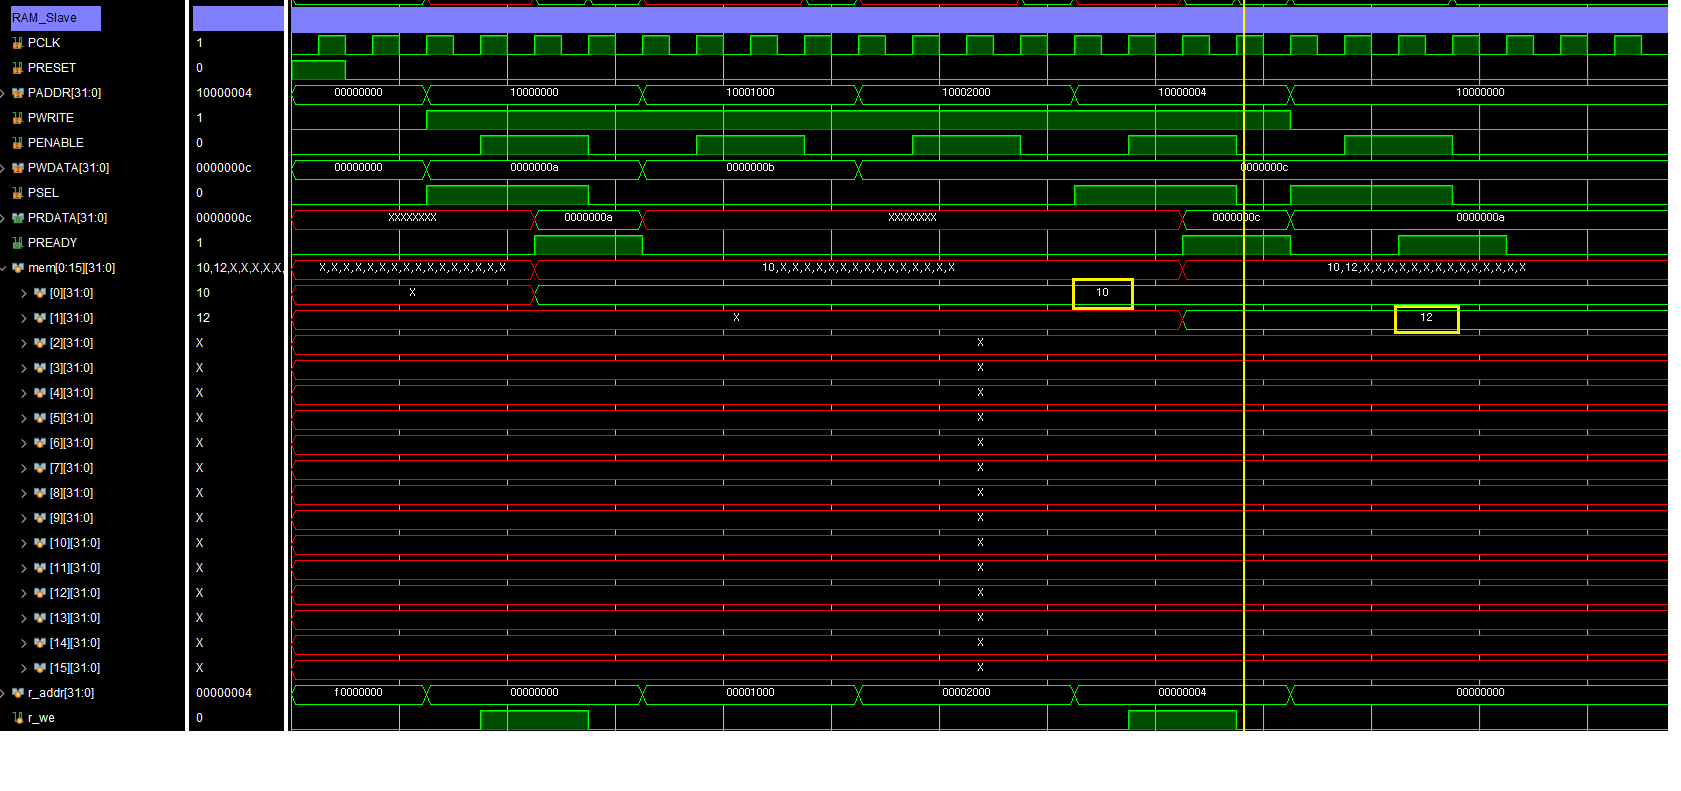 RAM_Slave
PCLK 1
PRESET 0
PADDR[31:0] 10000004 00000000 10000000 10001000 10002000 10000004 10000000
PWRITE 1
PENABLE 0
PWDATA[31:0] 0000000c 00000000 0000000a 0000000b 0000000c
PSEL 0
PRDATA[31:0] 0000000c XXXXXXXX 0000000a XXXXXXXX 0000000c 0000000a
PREADY 1
mem[0:15][31:0] 10,12,X,X,X,X,X, X,X,X,X,X,X,X,X,X,X,X,X,X,X,X,X 10,X,X,X,X,X,X,X,X,X,X,X,X,X,X,X 10,12,X,X,X,X,X,X,X,X,X,X,X,X,X,X
[0][31:0] 10 X 10
[1][31:0] 12 X 12
[2][31:0] X X
[3][31:0] X X
[4][31:0] X X
[5][31:0] X X
[6][31:0] X X
[7][31:0] X X
[8][31:0] X X
[9][31:0] X X
[10][31:0] X X
[11][31:0] X X
[12][31:0] X X
[13][31:0] X X
[14][31:0] X X
[15][31:0] X X
r_addr[31:0] 00000004 f0000000 00000000 00001000 00002000 00000004 00000000
r_we 0